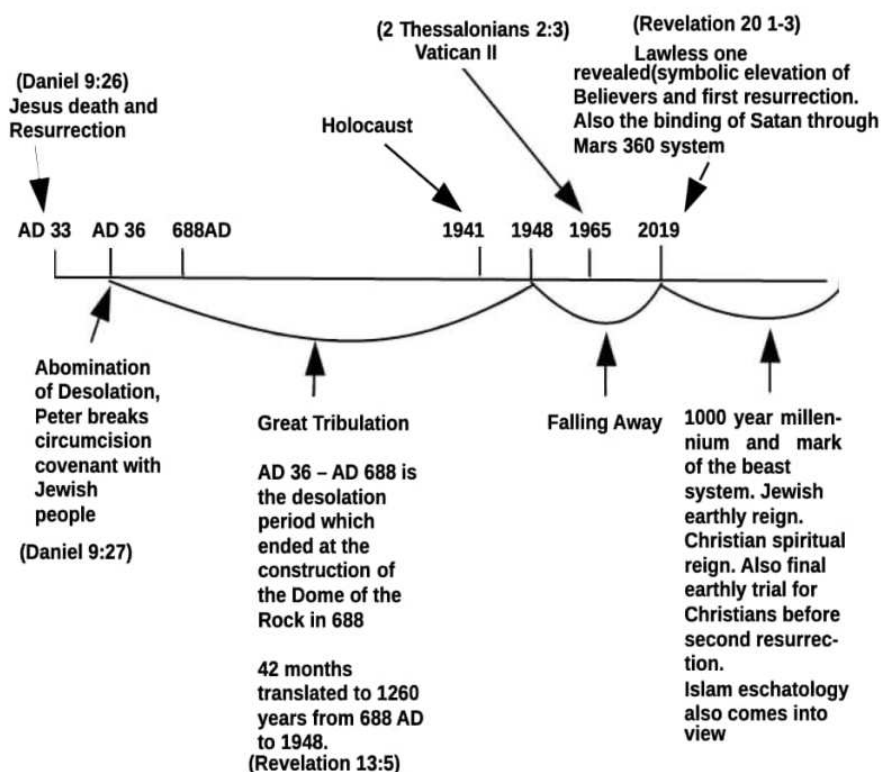 (Daniel 9:26)
Jesus death and
Resurrection
Holocaust
(2 Thessalonians 2:3)
Vatican II
(Revelation 20 1-3)
Lawless one
revealed(symbolic elevation of
Believers and first resurrection.
Also the binding of Satan through
Mars 360 system
AD 33 AD 36 688AD 1941 1948 1965 2019
Abomination
of Desolation,
Peter breaks
circumcision
covenant with
Jewish
people
(Daniel 9:27)
Great Tribulation
AD 36 – AD 688 is
the desolation
period which
ended at the
construction of
the Dome of the
Rock in 688
42 months
translated to 1260
years from 688 AD
to 1948.
(Revelation 13:5)
Falling Away
1000 year millen-
nium and mark
of the beast
system. Jewish
earthly reign.
Christian spiritual
reign. Also final
earthly trial for
Christians before
second resurrec-
tion.
Islam eschatology
also comes into
view